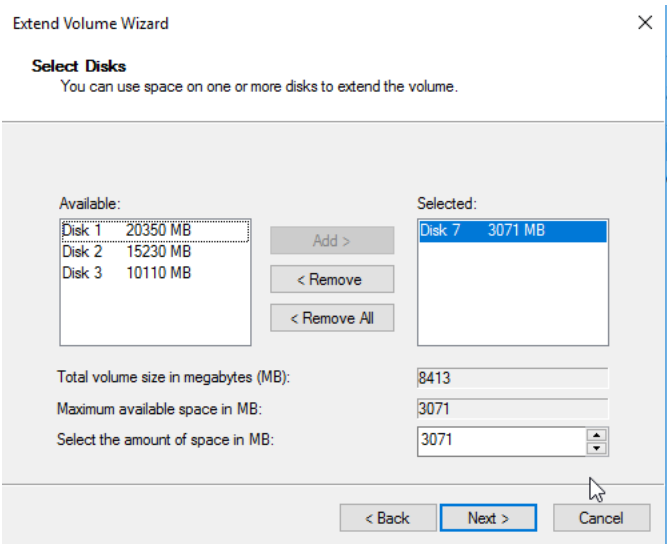 Extend Volume Wizard
Select Disks
You can use space on one or more disks to extend the volume.
Available:
Selected:
Disk 1 20350 MB
Disk 2 15230 MB
Disk 3 10110 MB
Add >
< Remove
< Remove All
Disk 7 3071 MB
Total volume size in megabytes (MB): 8413
Maximum available space in MB: 3071
Select the amount of space in MB: 3071
< Back Next > Cancel